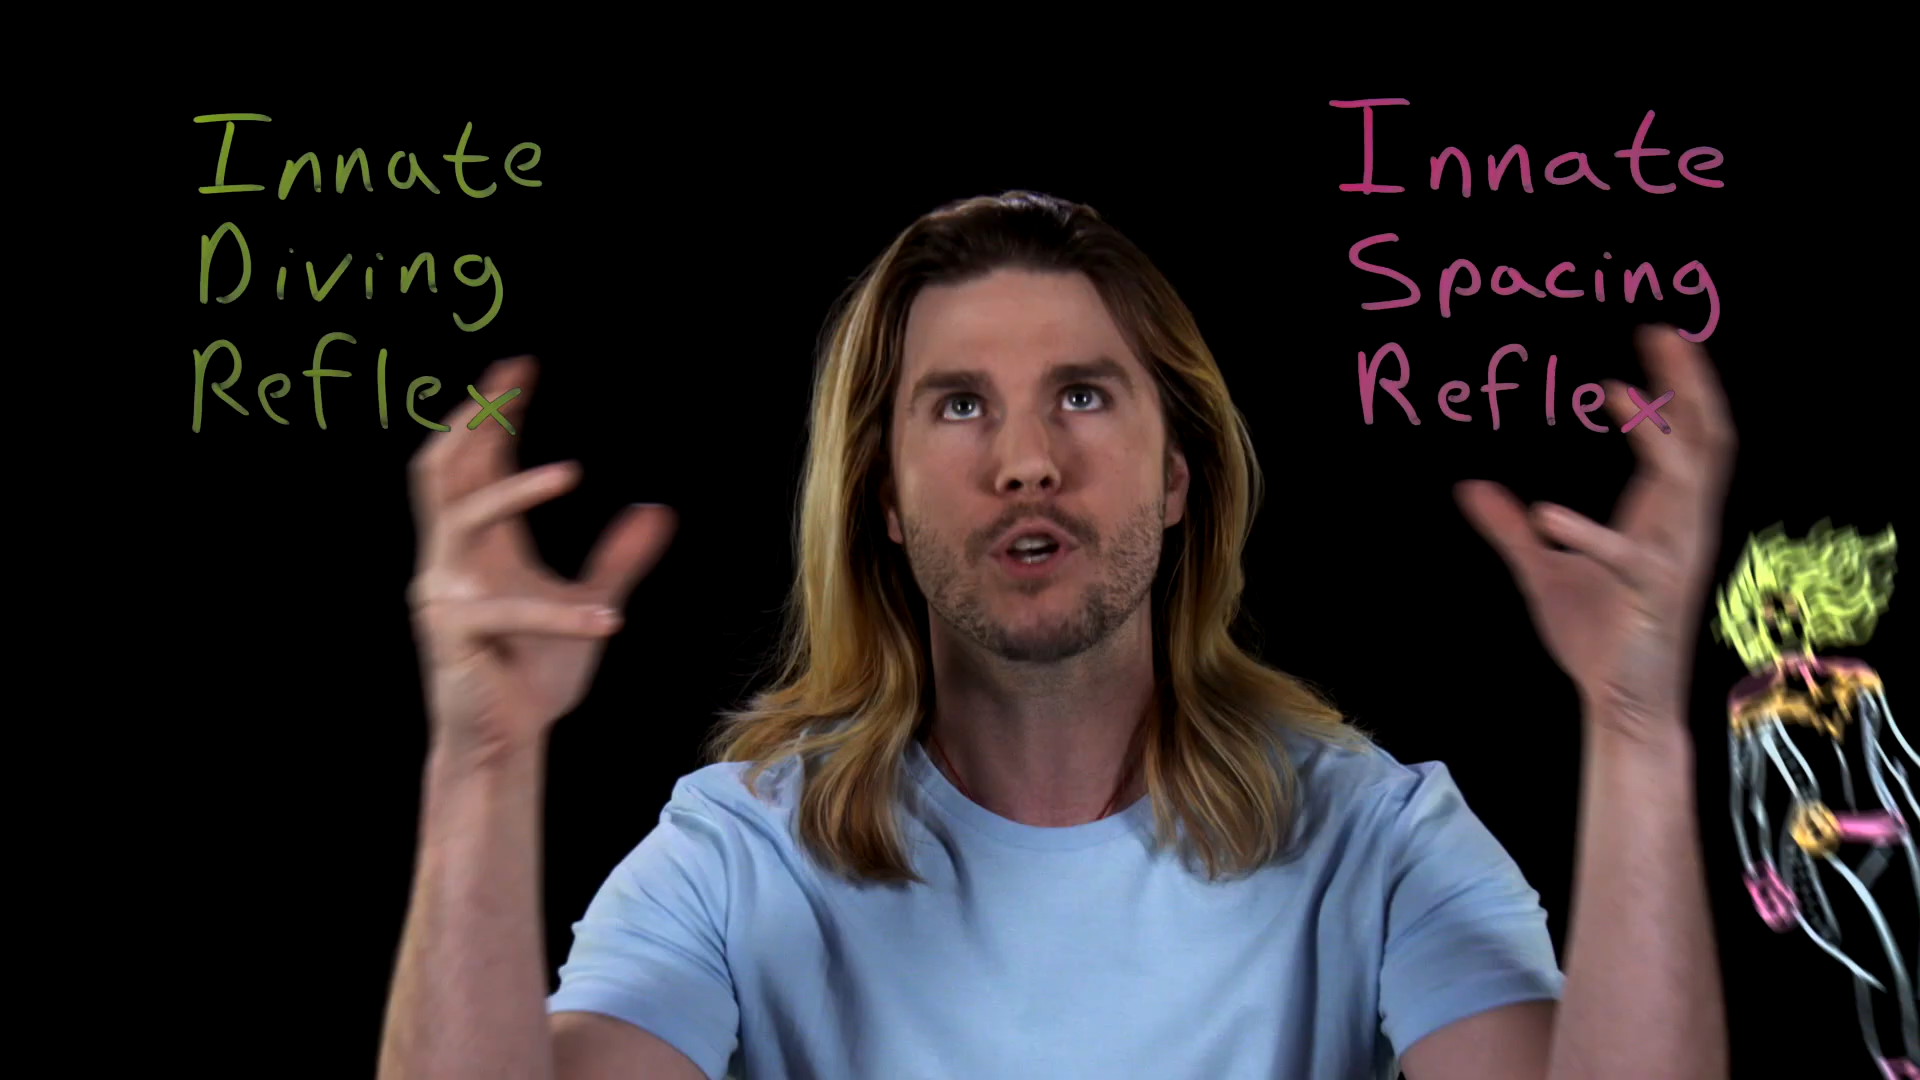 Innate
Diving
Reflex
Innate
Spacing
Reflex